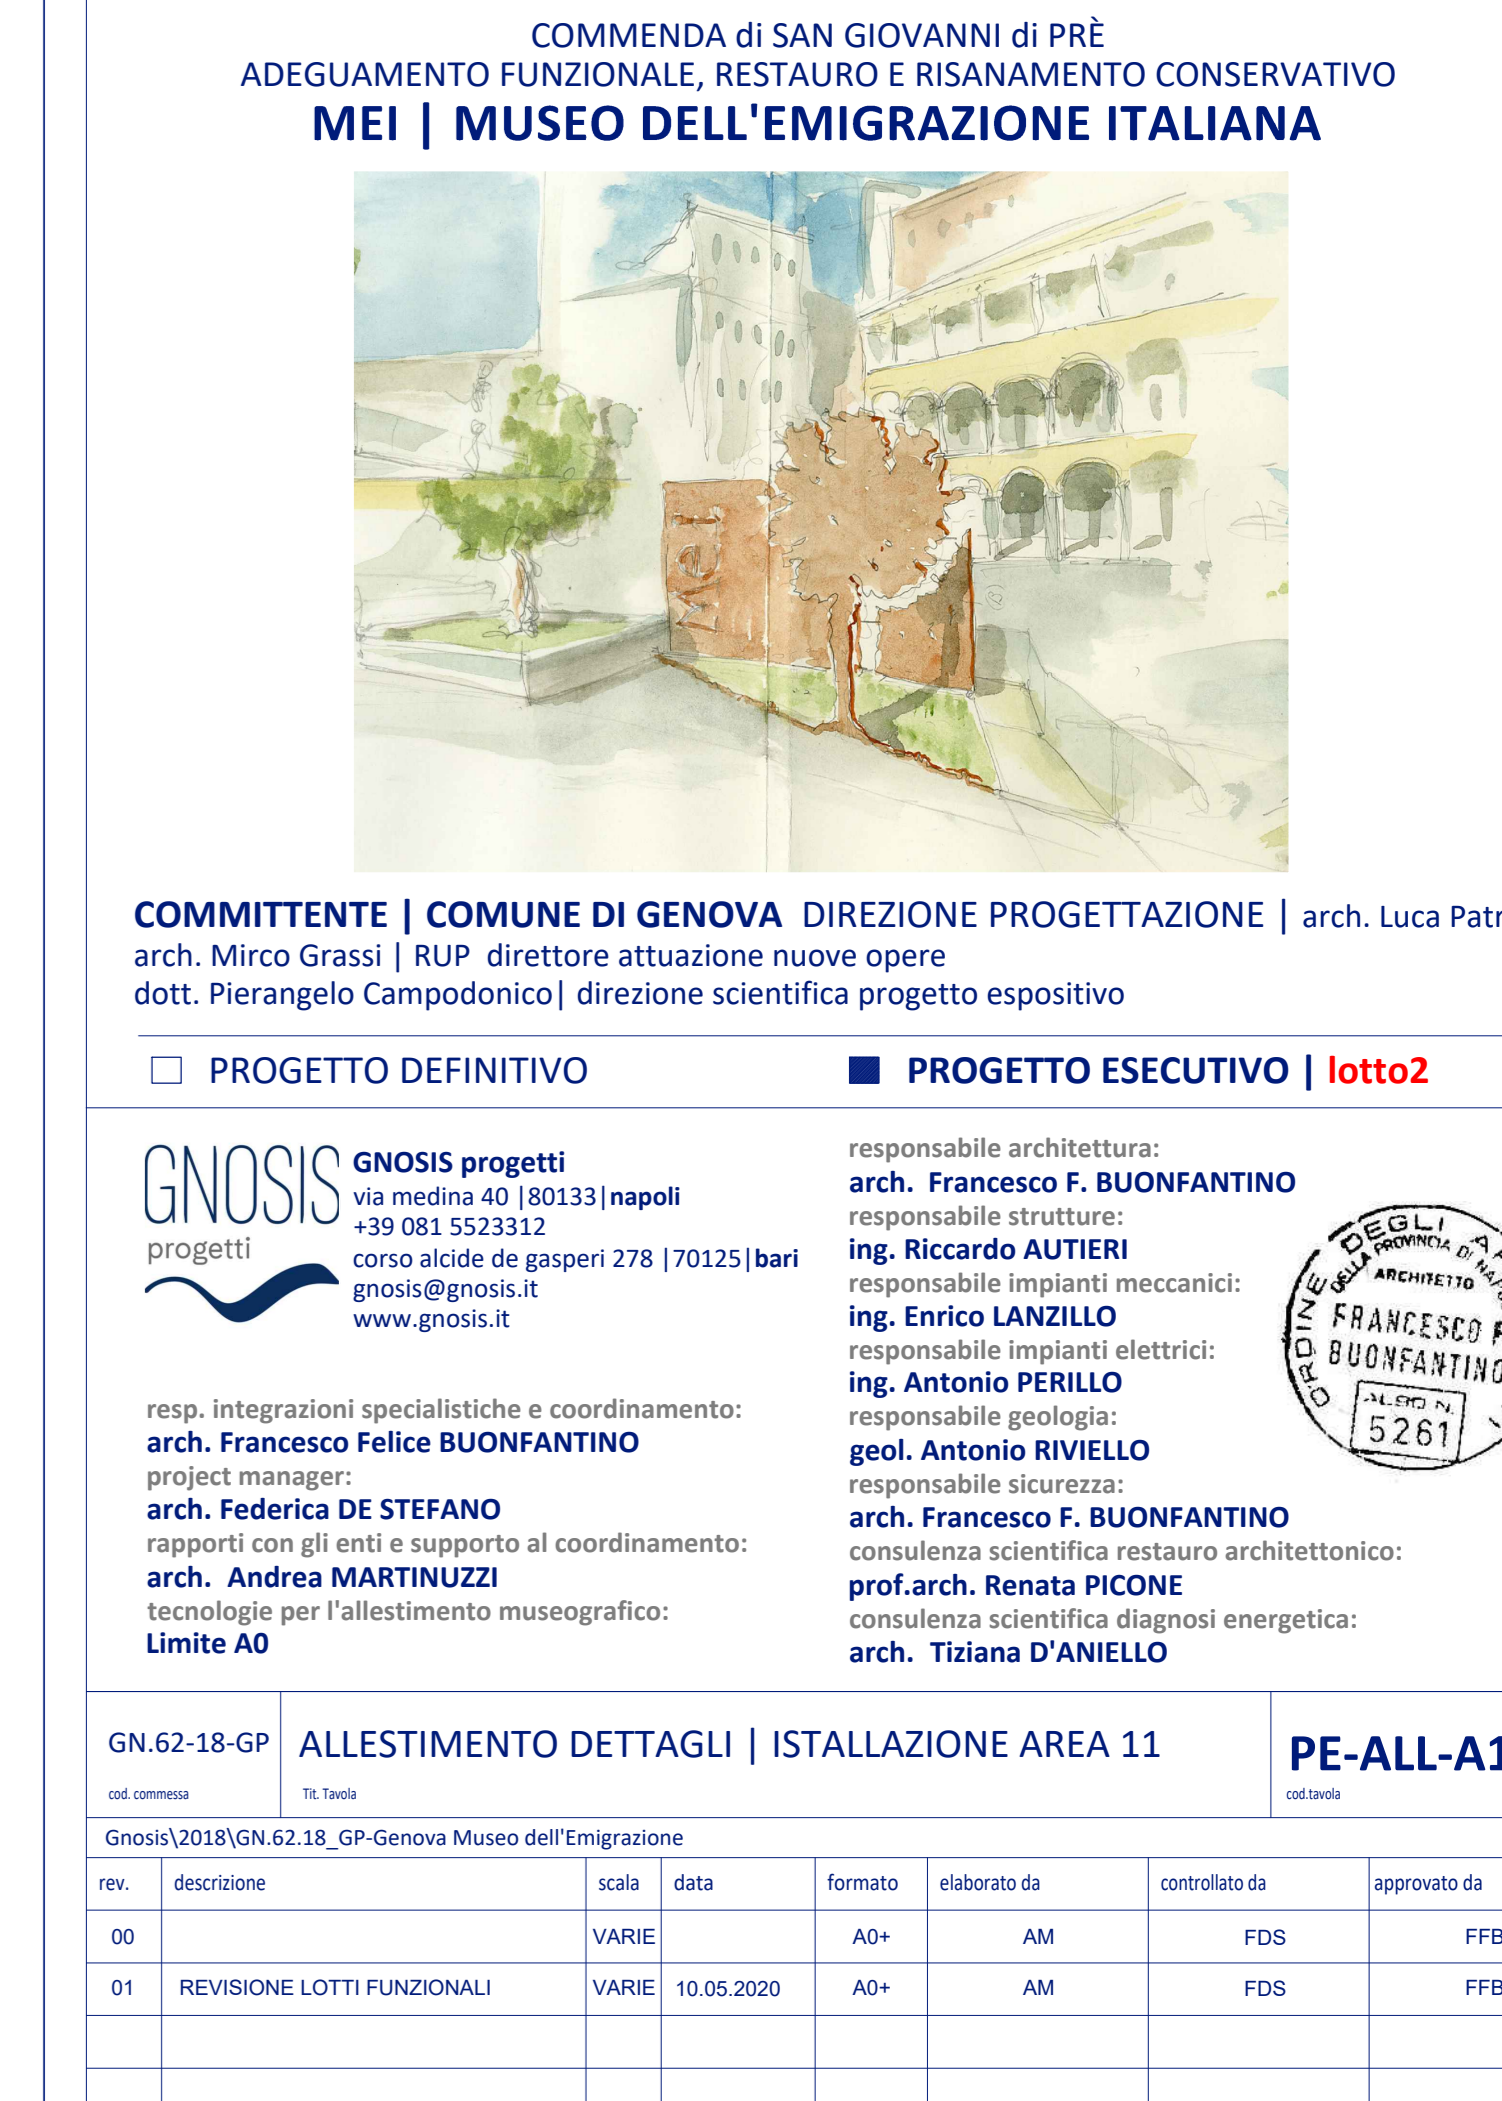 COMMENDA di SAN GIOVANNI di PRÈ
ADEGUAMENTO FUNZIONALE, RESTAURO E RISANAMENTO CONSERVATIVO
MEI | MUSEO DELL'EMIGRAZIONE ITALIANA
Mei
COMMITTENTE | COMUNE DI GENOVA DIREZIONE PROGETTAZIONE | arch. Luca
arch. Mirco Grassi | RUP direttore attuazione nuove opere
dott. Pierangelo Campodonico| direzione scientifica progetto espositivo
PROGETTO DEFINITIVO
PROGETTO ESECUTIVO | lotto2
GNOSIS
progetti
GNOSIS progetti
via medina 40 |80133|napoli
+39 081 5523312
corso alcide de gasperi 278 |70125|bari
gnosis@gnosis.it
www.gnosis.it
resp. integrazioni specialistiche e coordinamento:
arch. Francesco Felice BUONFANTINO
project manager:
arch. Federica DE STEFANO
rapporti con gli enti e supporto al coordinamento:
arch. Andrea MARTINUZZI
tecnologie per l'allestimento museografico:
Limite A0
responsabile architettura:
arch. Francesco F. BUONFANTINO
responsabile strutture:
ing. Riccardo AUTIERI
responsabile impianti meccanici:
ing. Enrico LANZILLO
responsabile impianti elettrici:
ing. Antonio PERILLO
responsabile geologia:
geol. Antonio RIVIELLO
responsabile sicurezza:
arch. Francesco F. BUONFANTINO
consulenza scientifica restauro architettonico:
prof.arch. Renata PICONE
consulenza scientifica diagnosi energetica:
arch. Tiziana D'ANIELLO
ORDINE DEGLI
DELLA PROVINCIA DI
ARCHITETTO
FRANCESCO
BUONFANTINO
ALBO N.
5261
GN.62-18-GP
cod. commessa
ALLESTIMENTO DETTAGLI | ISTALLAZIONE AREA 11
Tit. Tavola
PE-ALL-A1
cod.tavola
Gnosis\2018\GN.62.18_GP-Genova Museo dell'Emigrazione
rev. descrizione scala data formato elaborato da controllato da approvato da
00 VARIE A0+ AM FDS FFB
01 REVISIONE LOTTI FUNZIONALI VARIE 10.05.2020 A0+ AM FDS FFB